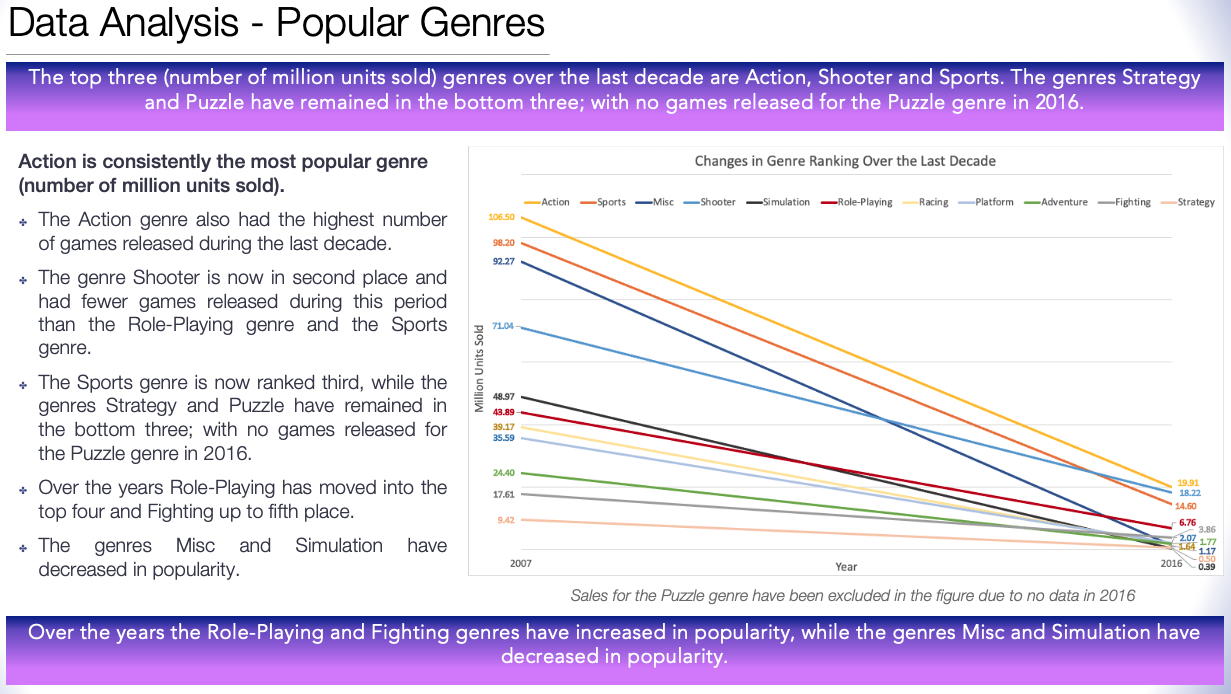 Data Analysis - Popular Genres
The top three (number of million units sold) genres over the last decade are Action, Shooter and Sports. The genres Strategy
and Puzzle have remained in the bottom three; with no games released for the Puzzle genre in 2016.
Action is consistently the most popular genre
(number of million units sold).
✤ The Action genre also had the highest number
of games released during the last decade.
✤ The genre Shooter is now in second place and
had fewer games released during this period
than the Role-Playing genre and the Sports
genre.
✤ The Sports genre is now ranked third, while the
genres Strategy and Puzzle have remained in
the bottom three; with no games released for
the Puzzle genre in 2016.
✤ Over the years Role-Playing has moved into the
top four and Fighting up to fifth place.
✤ The genres Misc and Simulation have
decreased in popularity.
Changes in Genre Ranking Over the Last Decade
Action Sports Misc Shooter Simulation Role-Playing Racing Platform Adventure Fighting Strategy
Million Units Sold
106.50
98.20
92.27
71.04
48.97
43.89
39.17
35.59
24.40
17.61
9.42
19.91
18.22
14.60
6.76
3.86
2.07
1.77
1.64
1.17
0.50
0.39
2007
Year
2016
Sales for the Puzzle genre have been excluded in the figure due to no data in 2016
Over the years the Role-Playing and Fighting genres have increased in popularity, while the genres Misc and Simulation have
decreased in popularity.